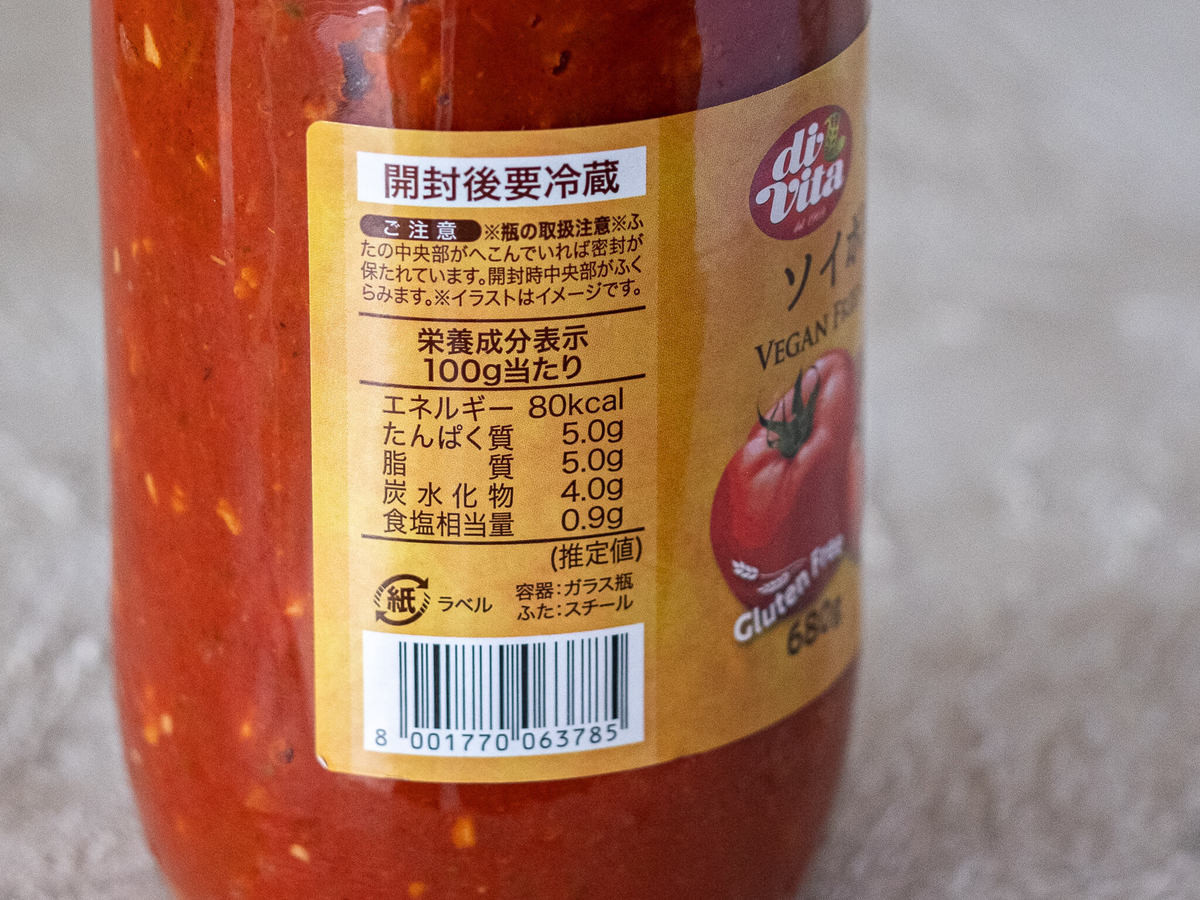 開封後要冷蔵
ご注意 ※瓶の取扱注意※ふ
たの中央部がへこんでいれば密封が
保たれています。開封時中央部がふく
らみます。※イラストはイメージです。
栄養成分表示
100g当たり
エネルギー 80kcal
たんぱく質 5.0g
脂質 5.0g
炭水化物 4.0g
食塩相当量 0.9g
(推定値)
紙 ラベル
容器:ガラス瓶
ふた:スチール
8 001770 063785
di
Vita
ソイボ
VEGAN
Gluten Free
680g